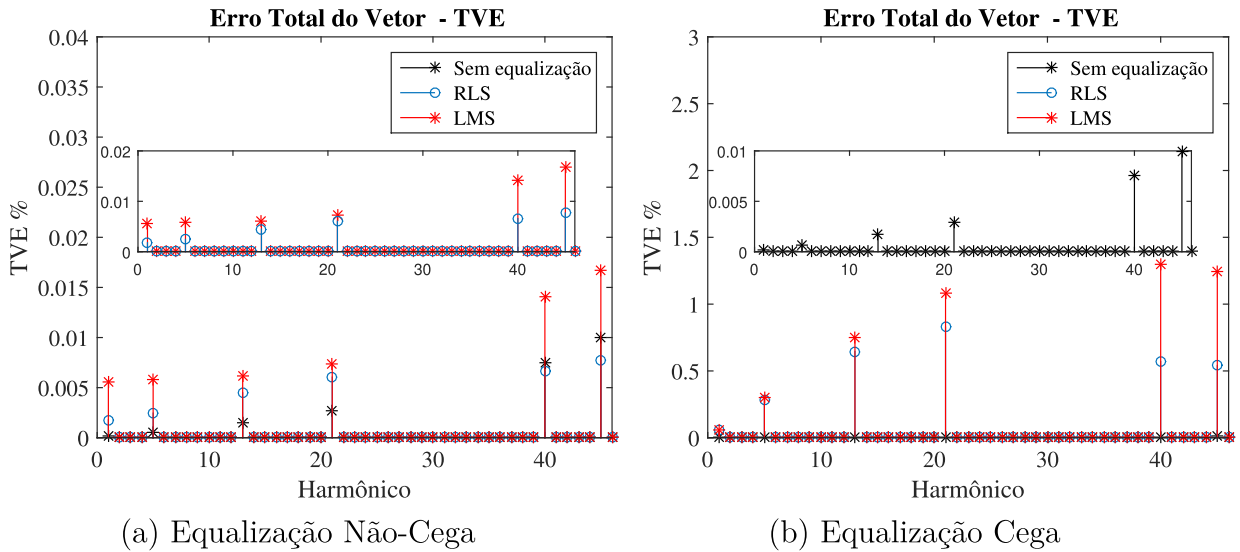 Erro Total do Vetor - TVE
0.04
0.035
0.03
0.025
0.02
0.015
0.01
0.005
0
TVE %
Sem equalização
RLS
LMS
0.02
0.01
0
0 10 20 30 40
0 10 20 30 40
Harmônico
(a) Equalização Não-Cega
Erro Total do Vetor - TVE
3
2.5
2
1.5
1
0.5
0
TVE %
Sem equalização
RLS
LMS
0.01
0.005
0
0 10 20 30 40
0 10 20 30 40
Harmônico
(b) Equalização Cega